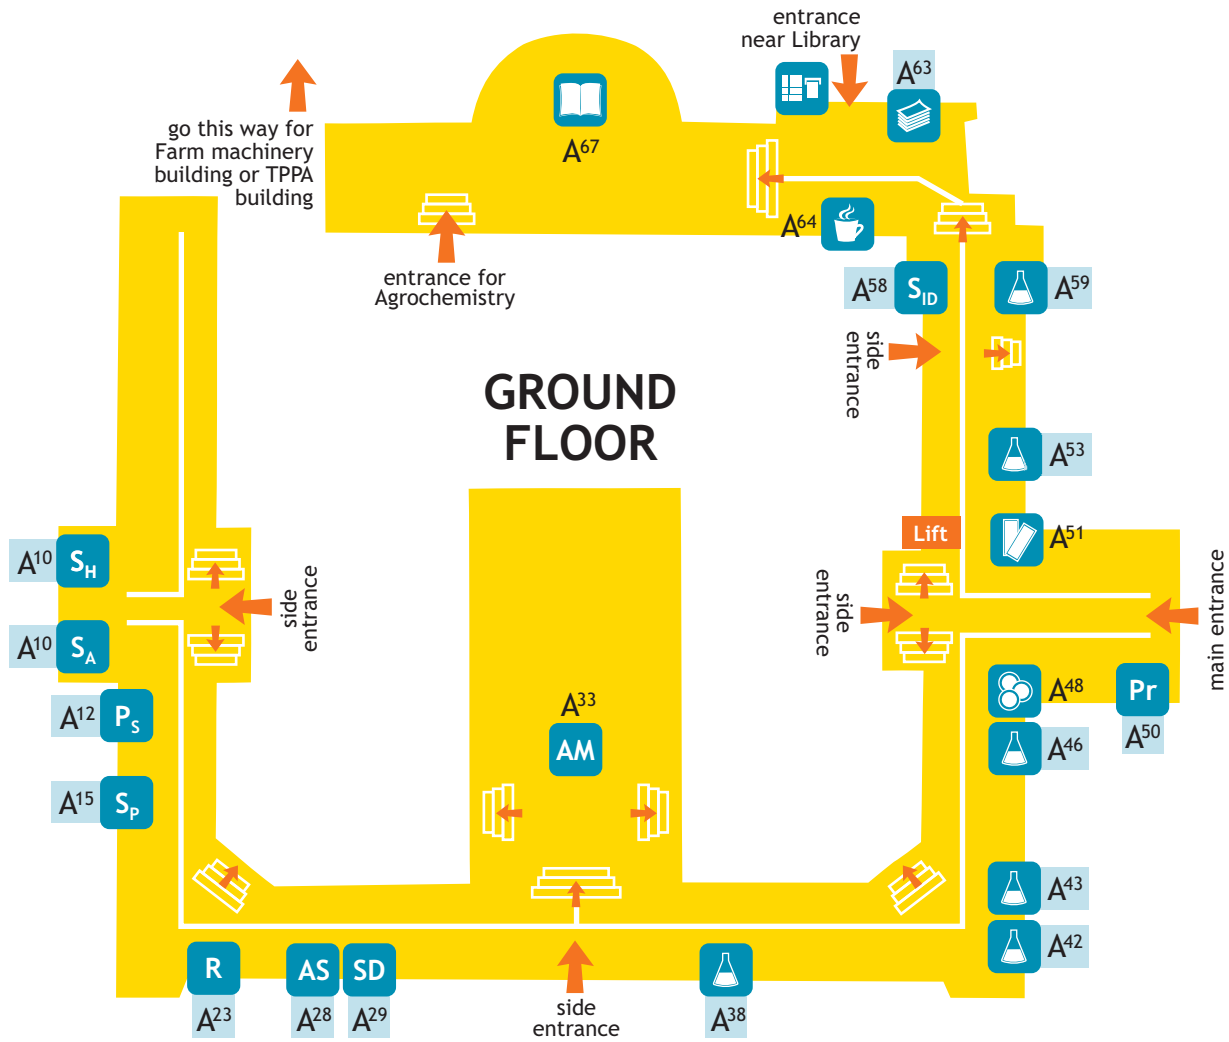 entrance
near Library
A63
go this way for
Farm machinery
building or TPPA
building
A67
A64
entrance for
Agrochemistry
A58
SID
A59
side
entrance
GROUND
FLOOR
A53
Lift
A51
A10
SH
side
entrance
side
entrance
main entrance
A10
SA
A12
PS
A33
AM
A48
Pr
A50
A46
A15
SP
A43
A42
R
A23
AS
A28
SD
A29
side
entrance
A38